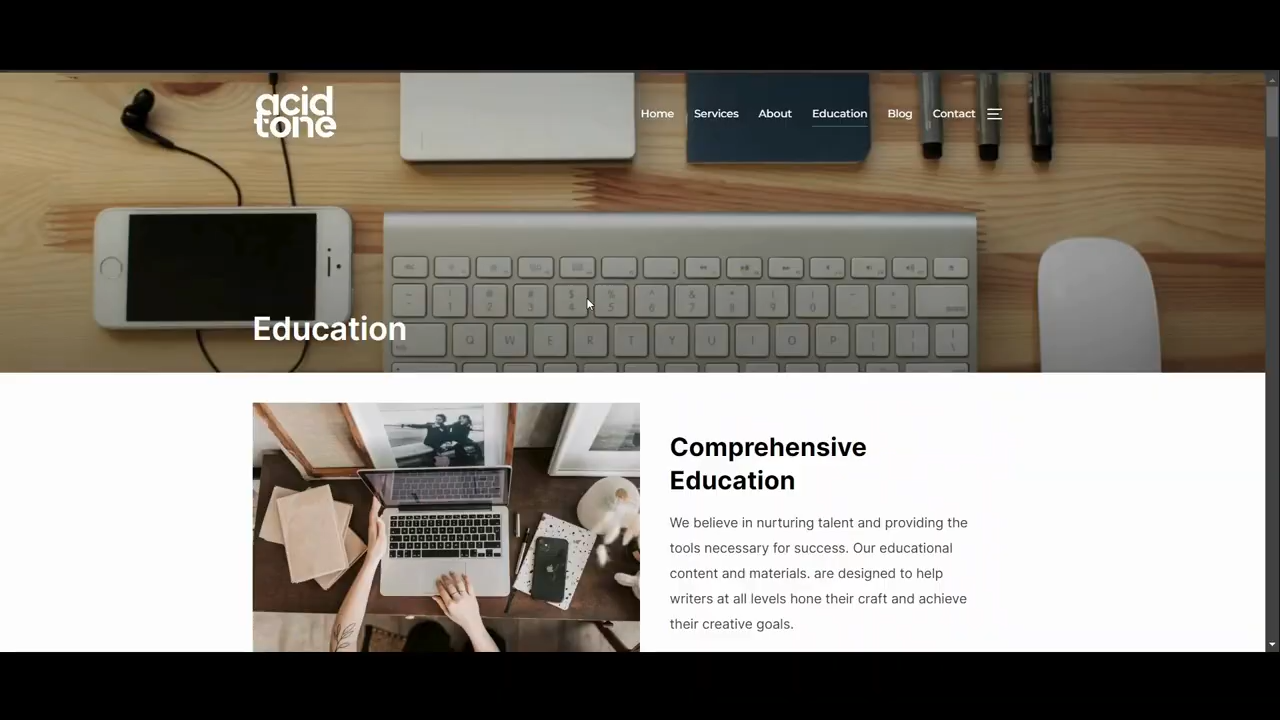 acid
tone
Home Services About Education Blog Contact
Education
Comprehensive
Education
We believe in nurturing talent and providing the
tools necessary for success. Our educational
content and materials. are designed to help
writers at all levels hone their craft and achieve
their creative goals.